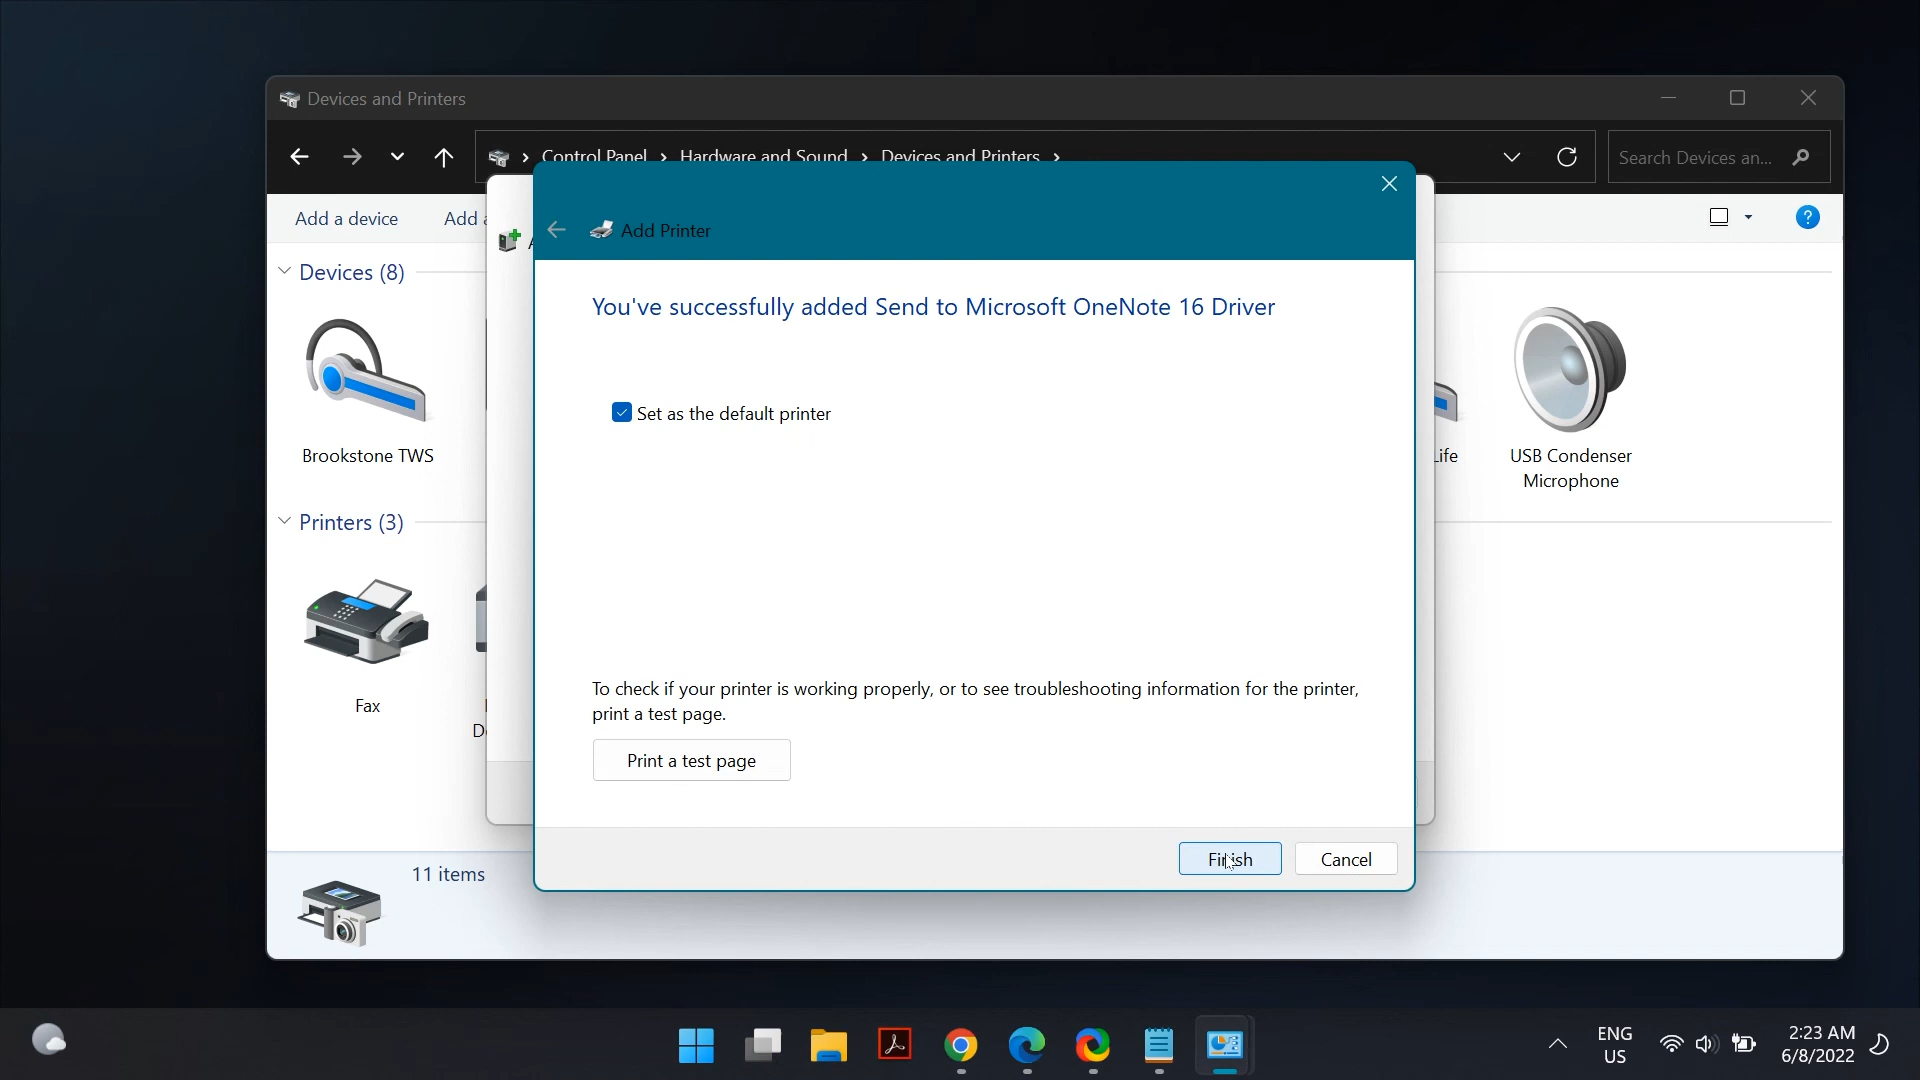 Devices and Printers
Control Panel > Hardware and Sound > Devices and Printers >
Search Devices an...
Add a device
Add a
Add Printer
Devices (8)
You've successfully added Send to Microsoft OneNote 16 Driver
Set as the default printer
Brookstone TWS
Life
USB Condenser
Microphone
Printers (3)
Fax
To check if your printer is working properly, or to see troubleshooting information for the printer,
print a test page.
Print a test page
Finish
Cancel
11 items
ENG
US
2:23 AM
6/8/2022